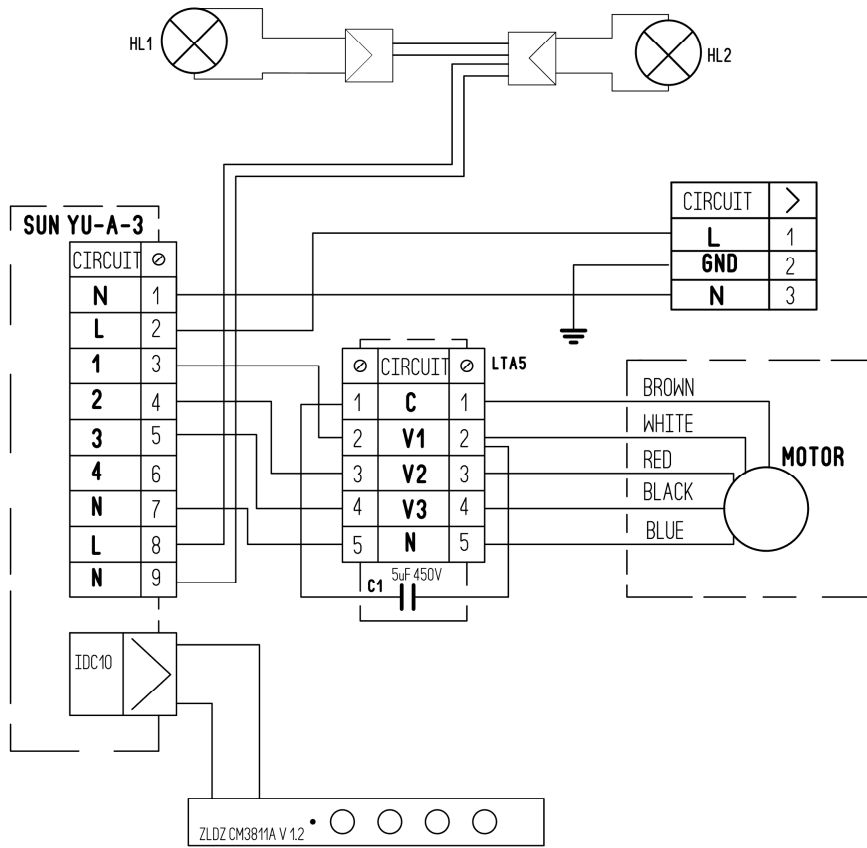 HL1
HL2
CIRCUIT
L 1
GND 2
N 3
SUN YU-A-3
CIRCUIT
N 1
L 2
1 3
2 4
3 5
4 6
N 7
L 8
N 9
CIRCUIT LTA5
1 C 1
2 V1 2
3 V2 3
4 V3 4
5 N 5
C1 5uF 450V
BROWN
WHITE
RED
BLACK
BLUE
MOTOR
IDC10
ZLDZ CM3811A V 1.2